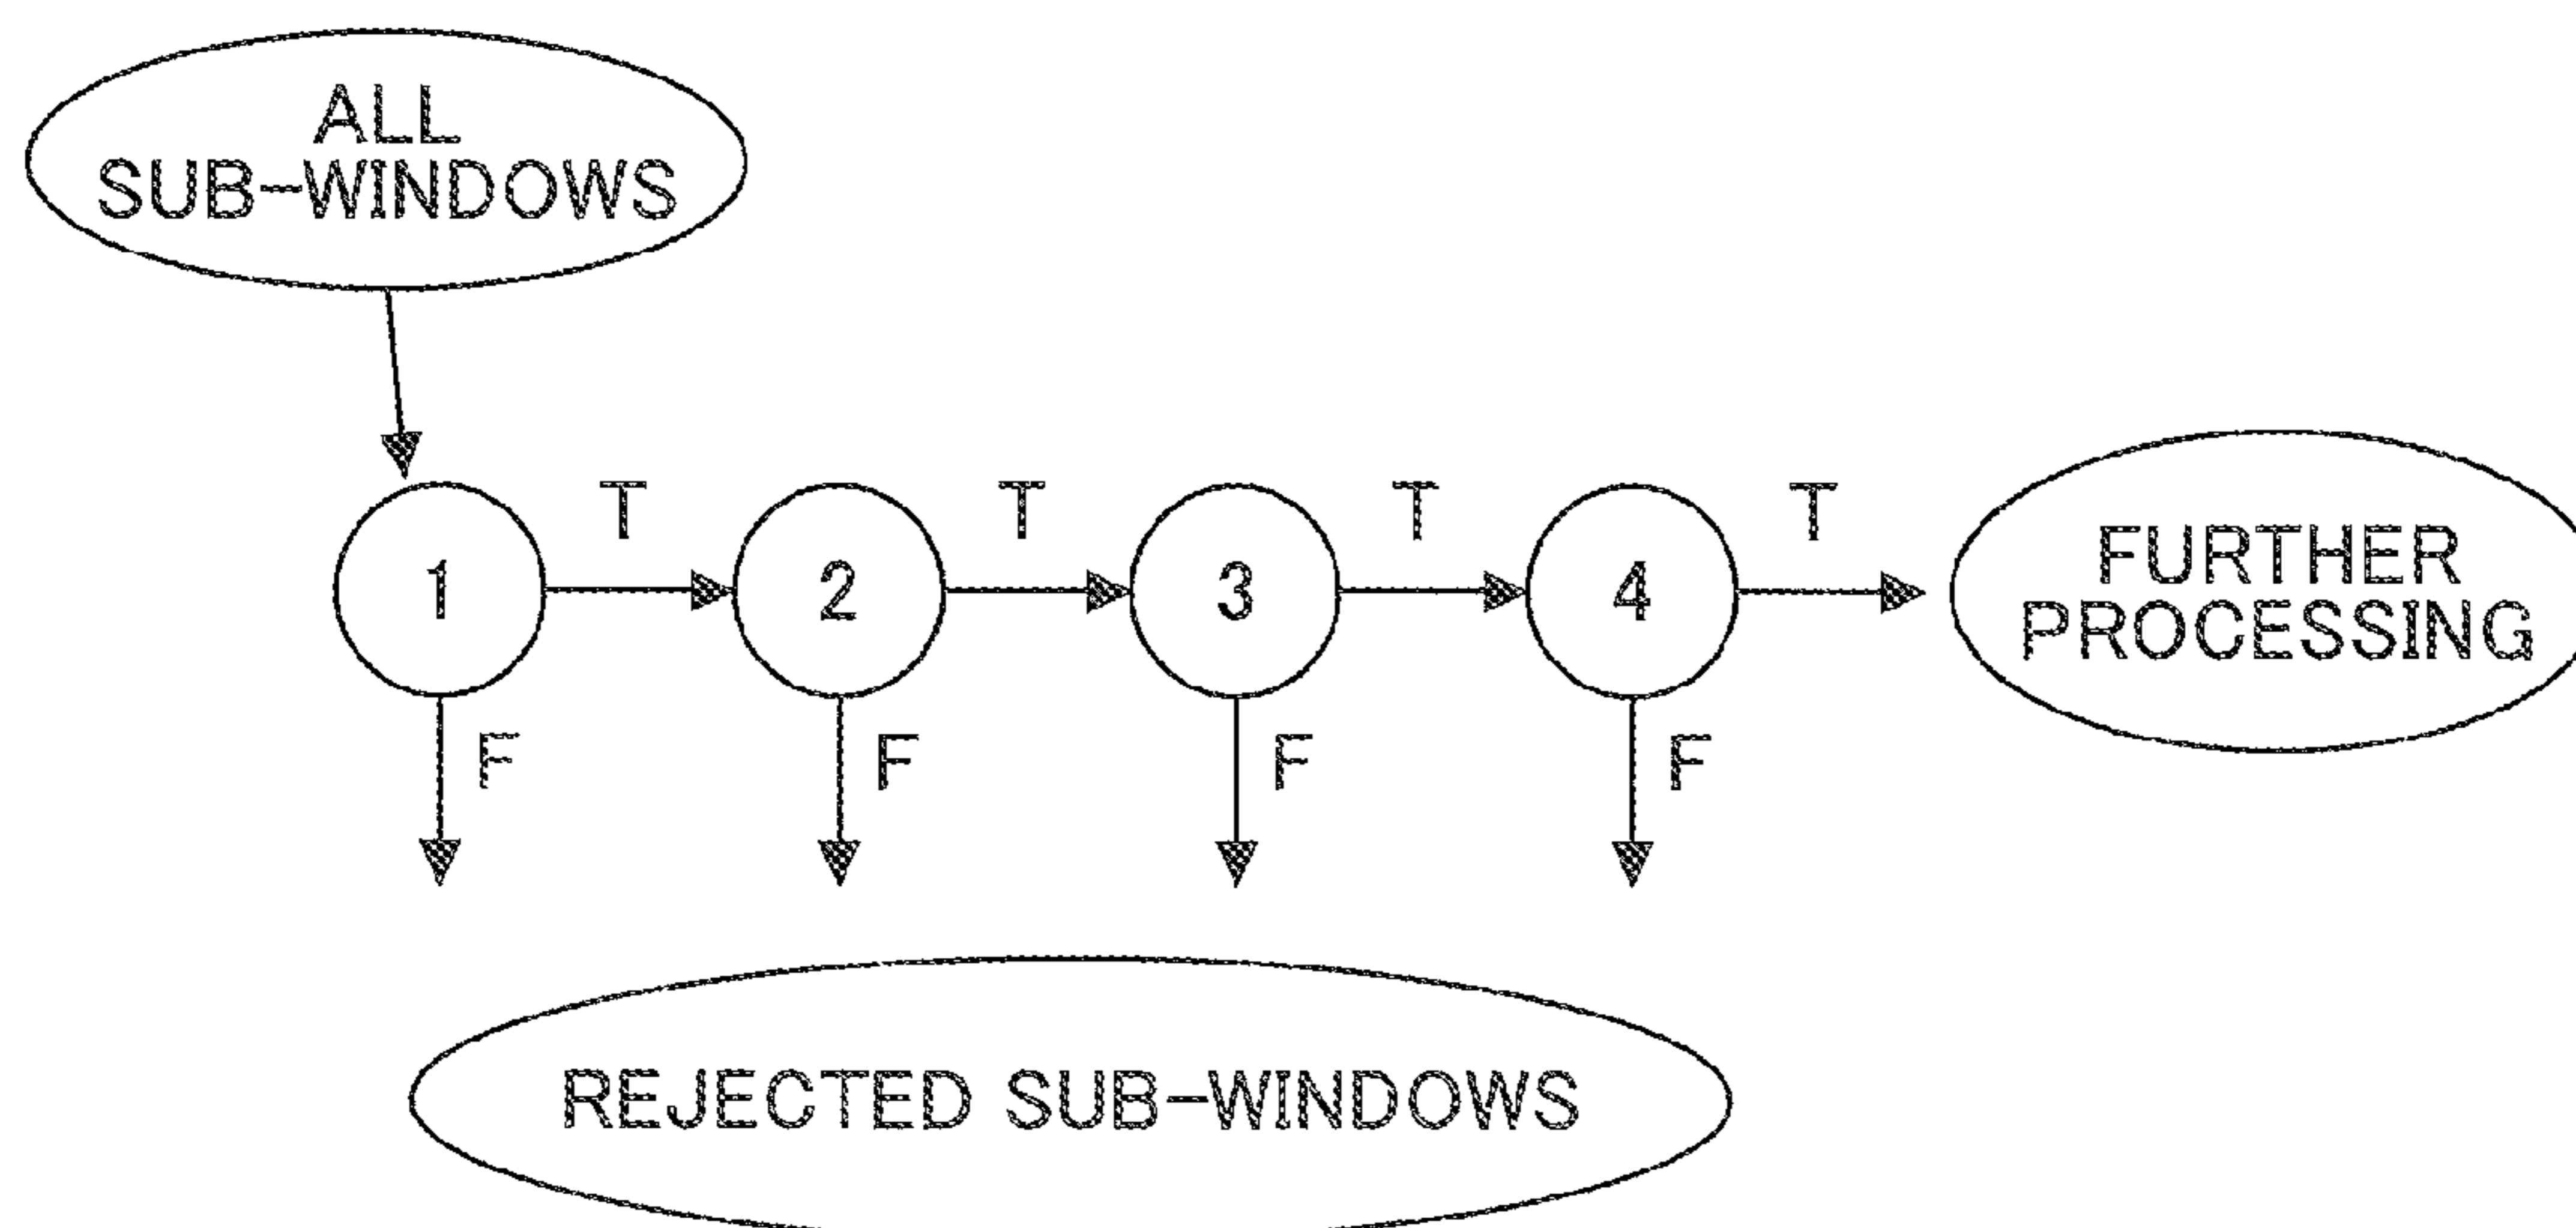 ALL
SUB-WINDOWS
T
T
T
T
1
2
3
4
FURTHER
PROCESSING
F
F
F
F
REJECTED SUB-WINDOWS